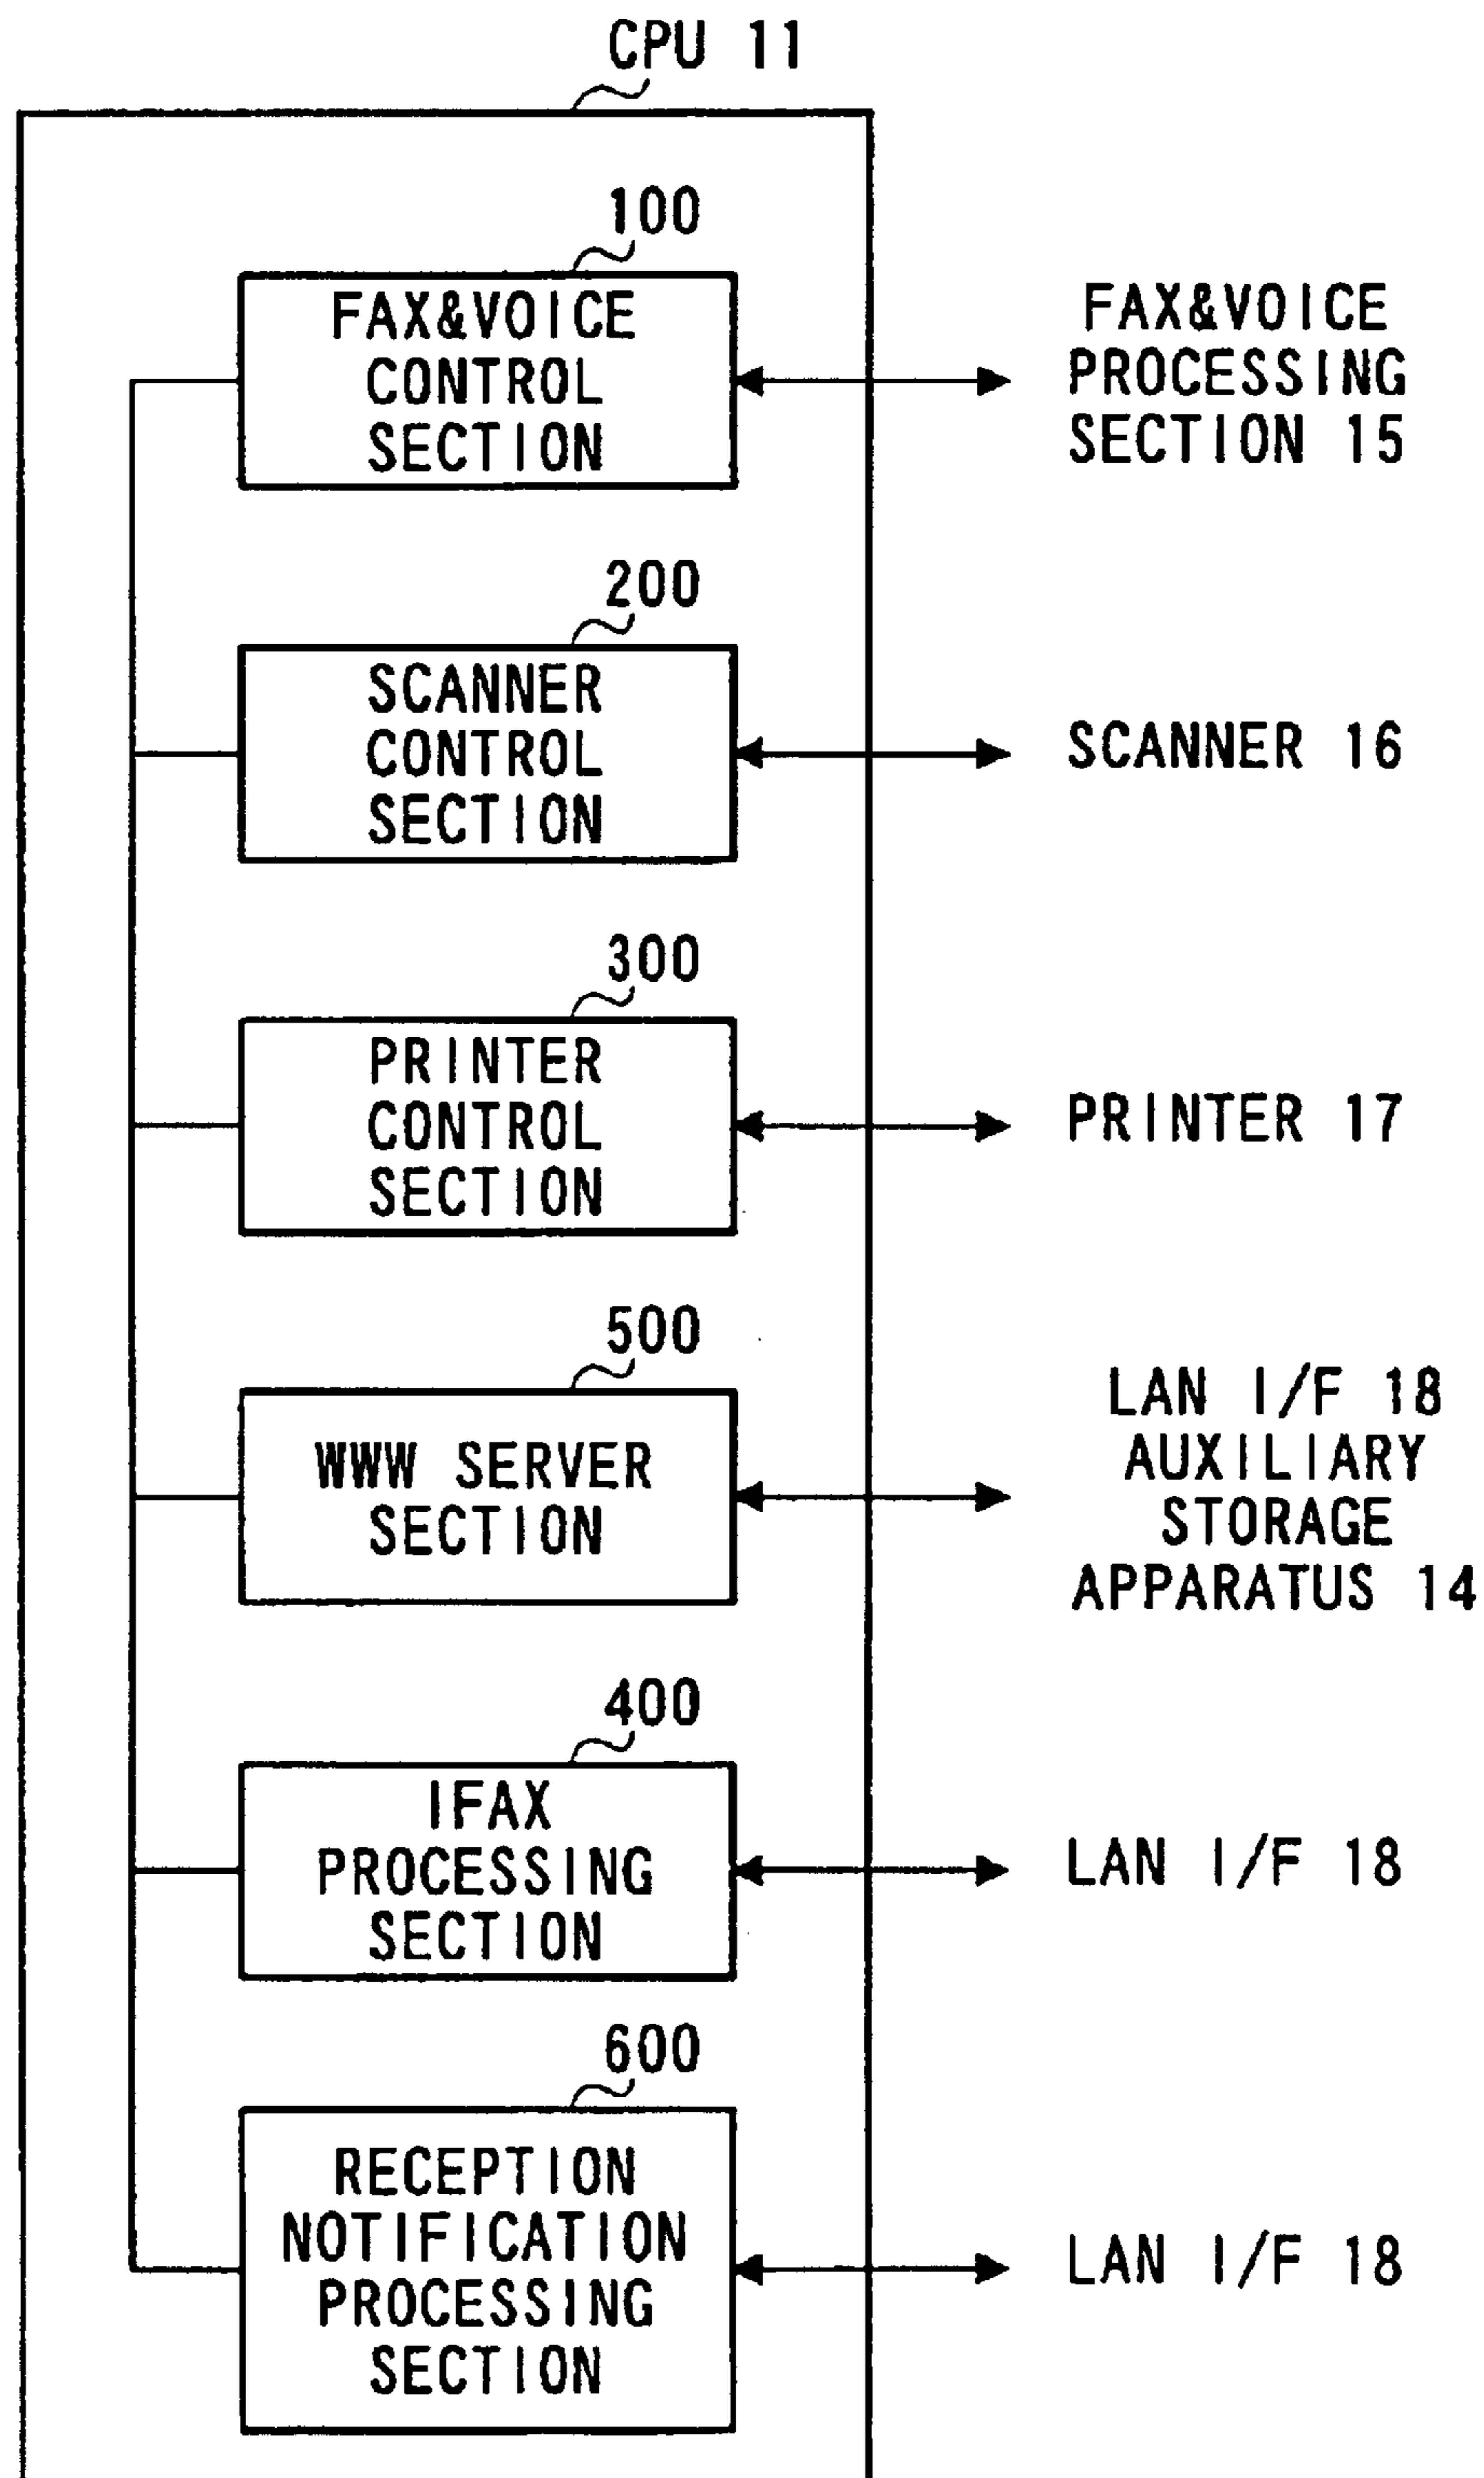 CPU 11
100
FAX&VOICE
CONTROL
SECTION
FAX&VOICE
PROCESSING
SECTION 15
200
SCANNER
CONTROL
SECTION
SCANNER 16
300
PRINTER
CONTROL
SECTION
PRINTER 17
500
WWW SERVER
SECTION
LAN I/F 18
AUXILIARY
STORAGE
APPARATUS 14
400
IFAX
PROCESSING
SECTION
LAN I/F 18
600
RECEPTION
NOTIFICATION
PROCESSING
SECTION
LAN I/F 18